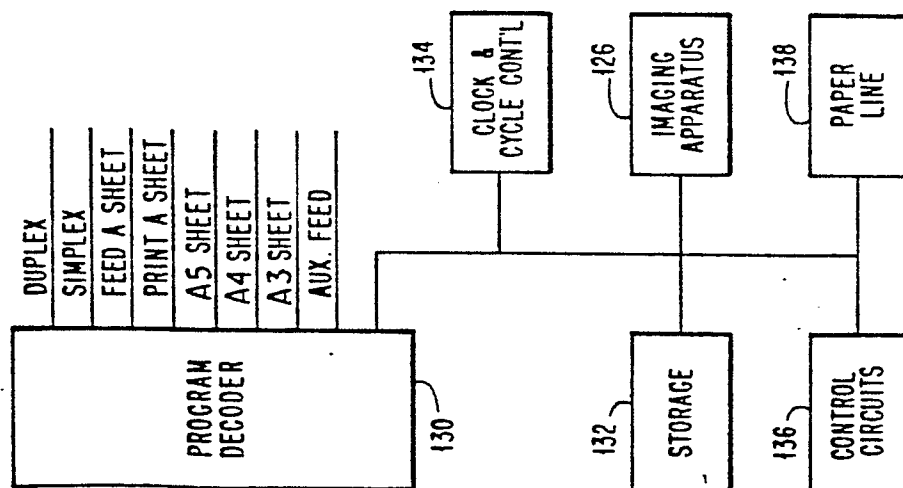 DUPLEX
SIMPLEX
FEED A SHEET
PRINT A SHEET
A5 SHEET
A4 SHEET
A3 SHEET
AUX. FEED
PROGRAM
DECODER
130
134
CLOCK &
CYCLE CONT'L
132
STORAGE
126
IMAGING
APPARATUS
136
CONTROL
CIRCUITS
138
PAPER
LINE